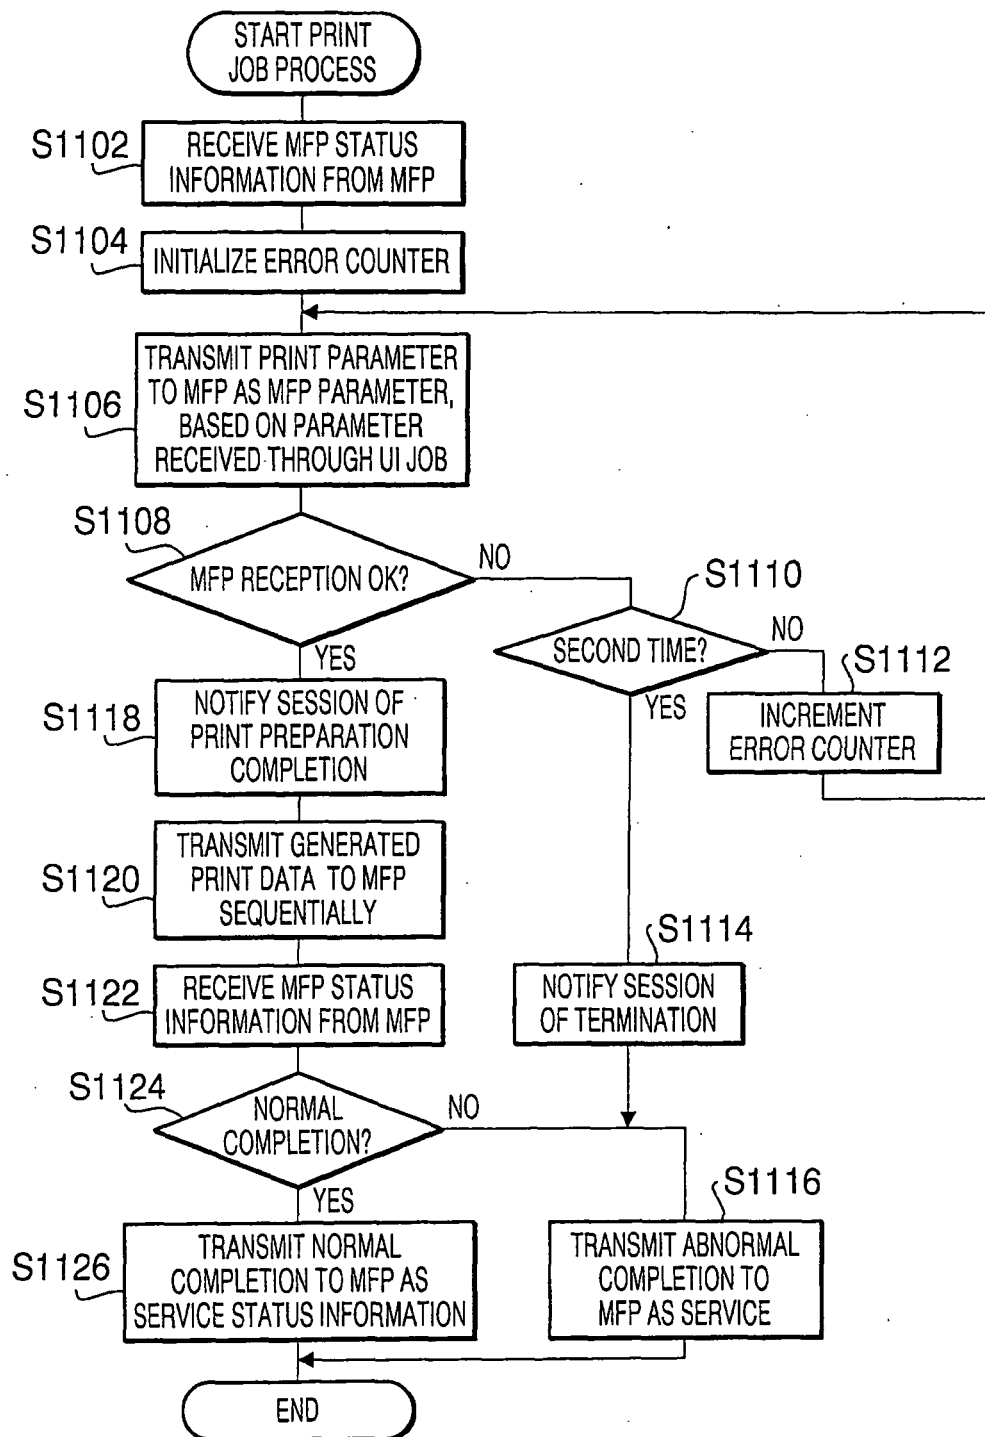 START PRINT
JOB PROCESS
S1102
RECEIVE MFP STATUS
INFORMATION FROM MFP
S1104
INITIALIZE ERROR COUNTER
S1106
TRANSMIT PRINT PARAMETER
TO MFP AS MFP PARAMETER,
BASED ON PARAMETER
RECEIVED THROUGH UI JOB
S1108
MFP RECEPTION OK?
NO
YES
S1110
SECOND TIME?
NO
YES
S1112
INCREMENT
ERROR COUNTER
S1118
NOTIFY SESSION OF
PRINT PREPARATION
COMPLETION
S1120
TRANSMIT GENERATED
PRINT DATA TO MFP
SEQUENTIALLY
S1114
NOTIFY SESSION
OF TERMINATION
S1122
RECEIVE MFP STATUS
INFORMATION FROM MFP
S1124
NORMAL
COMPLETION?
NO
YES
S1116
TRANSMIT ABNORMAL
COMPLETION TO
MFP AS SERVICE
S1126
TRANSMIT NORMAL
COMPLETION TO MFP AS
SERVICE STATUS INFORMATION
END